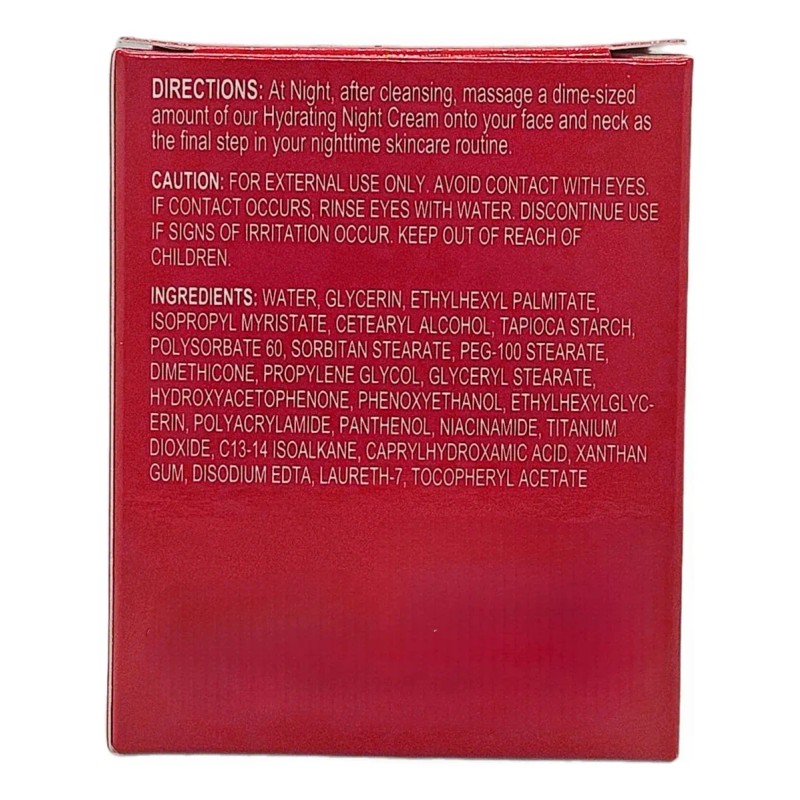 DIRECTIONS: At Night, after cleansing, massage a dime-sized
amount of our Hydrating Night Cream onto your face and neck as
the final step in your nighttime skincare routine.
CAUTION: FOR EXTERNAL USE ONLY. AVOID CONTACT WITH EYES.
IF CONTACT OCCURS, RINSE EYES WITH WATER. DISCONTINUE USE
IF SIGNS OF IRRITATION OCCUR. KEEP OUT OF REACH OF
CHILDREN.
INGREDIENTS: WATER, GLYCERIN, ETHYLHEXYL PALMITATE,
ISOPROPYL MYRISTATE, CETEARYL ALCOHOL, TAPIOCA STARCH,
POLYSORBATE 60, SORBITAN STEARATE, PEG-100 STEARATE,
DIMETHICONE, PROPYLENE GLYCOL, GLYCERYL STEARATE,
HYDROXYACETOPHENONE, PHENOXYETHANOL, ETHYLHEXYLGLYC-
ERIN, POLYACRYLAMIDE, PANTHENOL, NIACINAMIDE, TITANIUM
DIOXIDE, C13-14 ISOALKANE, CAPRYLHYDROXAMIC ACID, XANTHAN
GUM, DISODIUM EDTA, LAURETH-7, TOCOPHERYL ACETATE